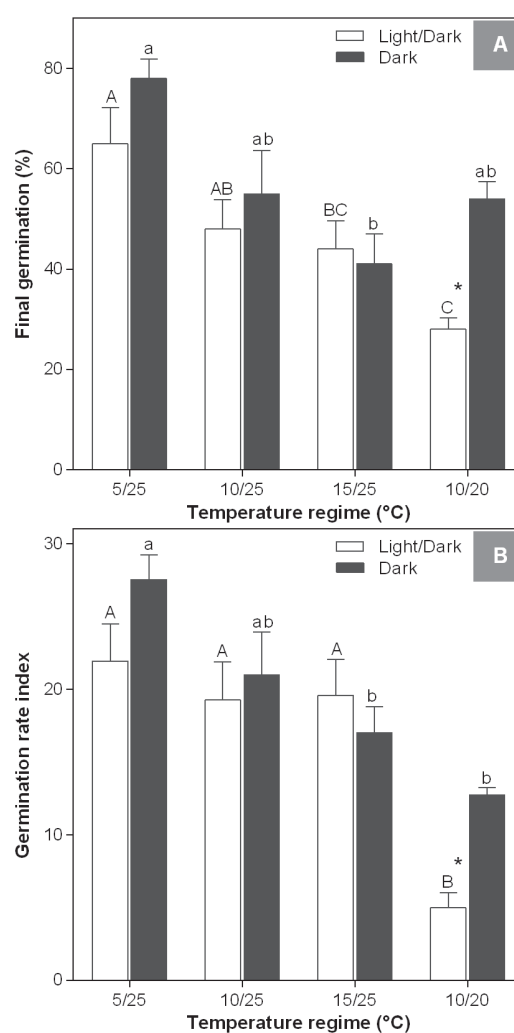 Light/Dark
Dark
A
80
60
40
20
0
Final germination (%)
A
a
AB
ab
BC
b
C
*
ab
5/25
10/25
15/25
10/20
Temperature regime (°C)
Light/Dark
Dark
B
30
20
10
0
Germination rate index
A
a
A
ab
A
b
B
*
b
5/25
10/25
15/25
10/20
Temperature regime (°C)